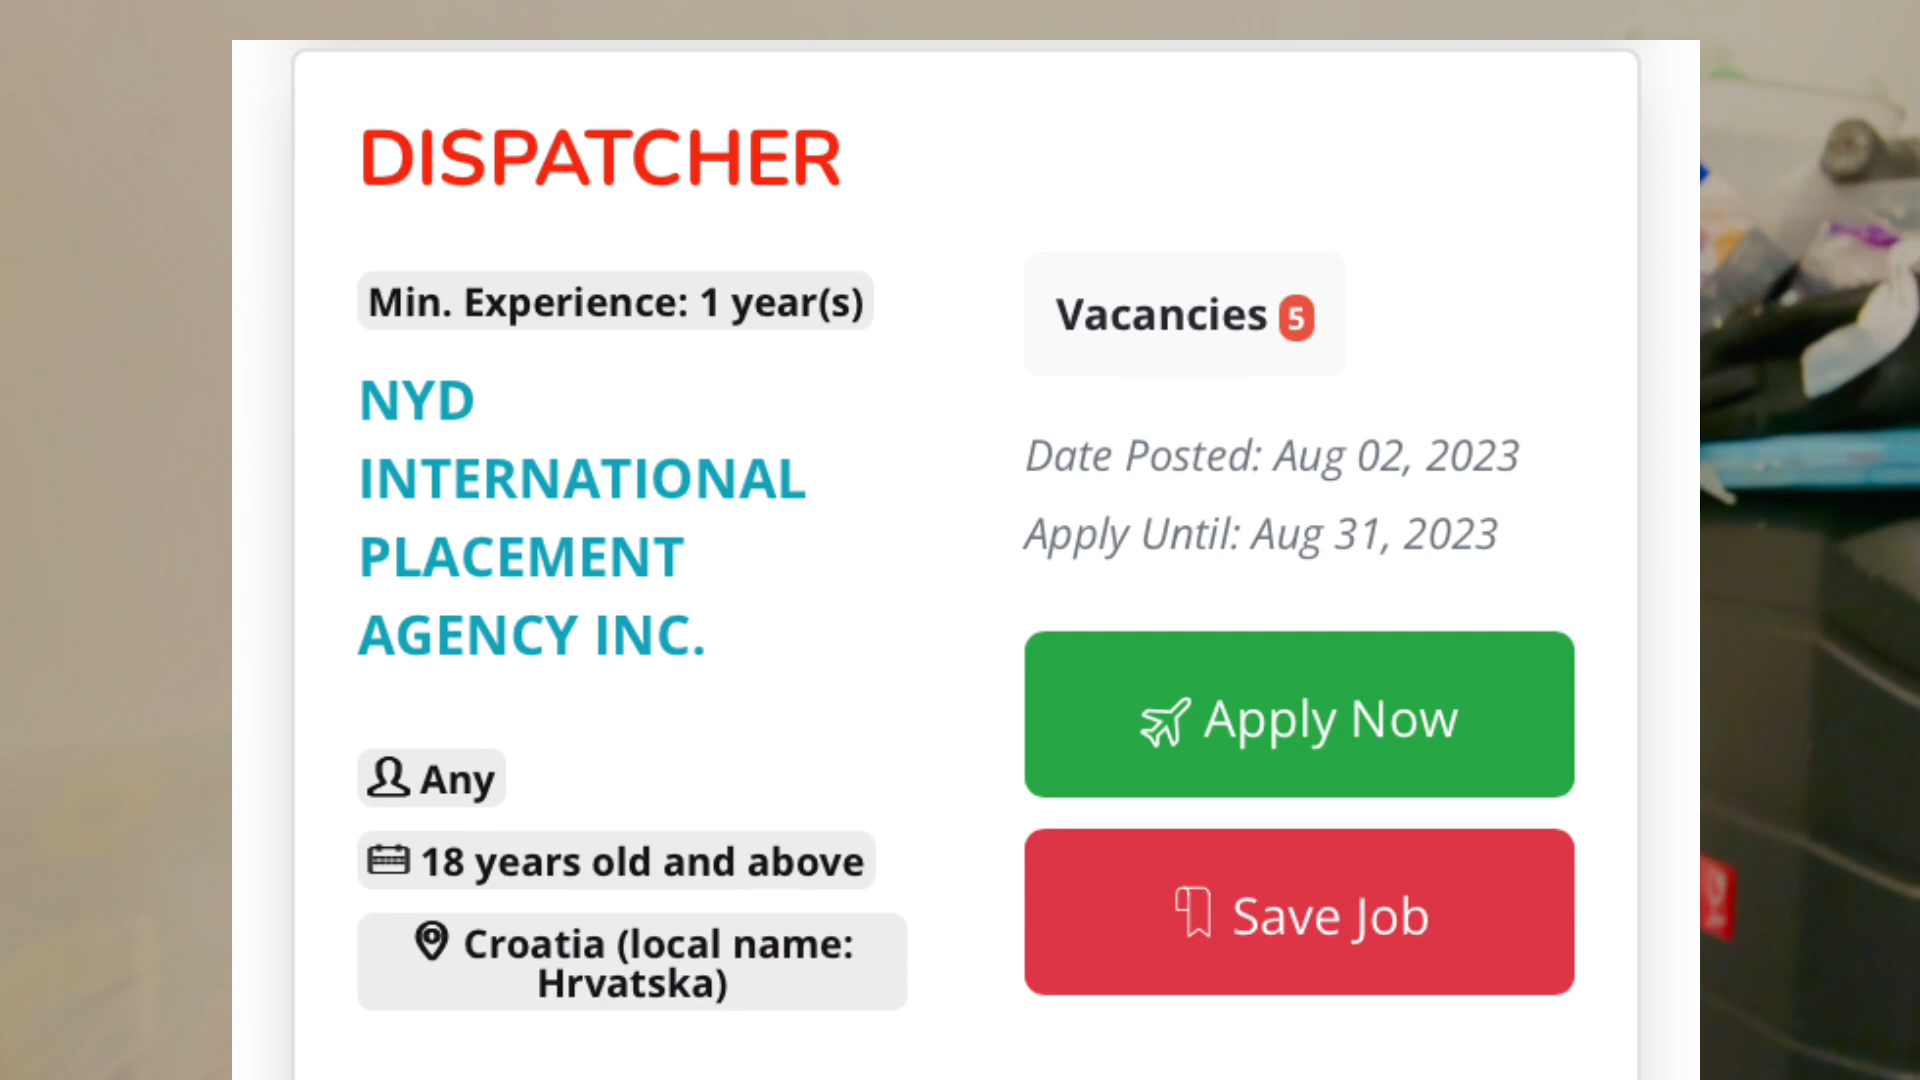 DISPATCHER
Min. Experience: 1 year(s)
NYD
INTERNATIONAL
PLACEMENT
AGENCY INC.
Any
18 years old and above
Croatia (local name:
Hrvatska)
Vacancies 5
Date Posted: Aug 02, 2023
Apply Until: Aug 31, 2023
Apply Now
Save Job